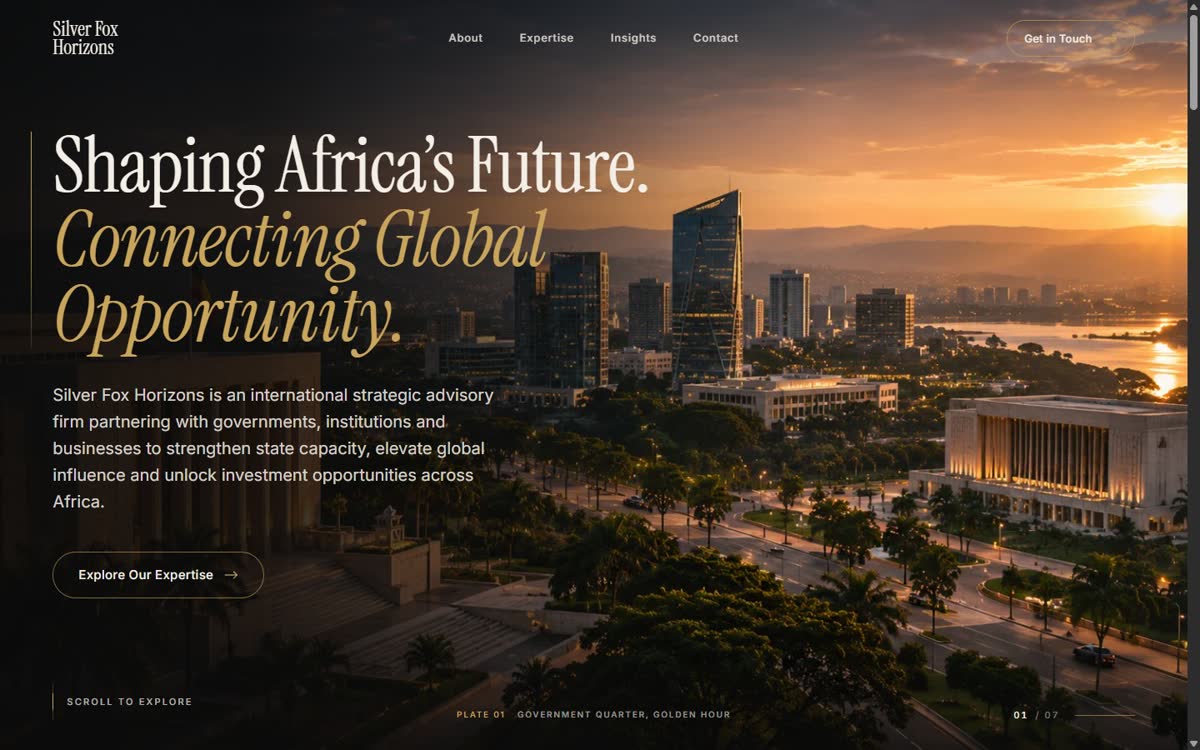 Silver Fox
Horizons
About
Expertise
Insights
Contact
Get in Touch
Shaping Africa’s Future.
Connecting Global
Opportunity.
Silver Fox Horizons is an international strategic advisory
firm partnering with governments, institutions and
businesses to strengthen state capacity, elevate global
influence and unlock investment opportunities across
Africa.
Explore Our Expertise →
SCROLL TO EXPLORE
PLATE 01 GOVERNMENT QUARTER, GOLDEN HOUR
01 / 07